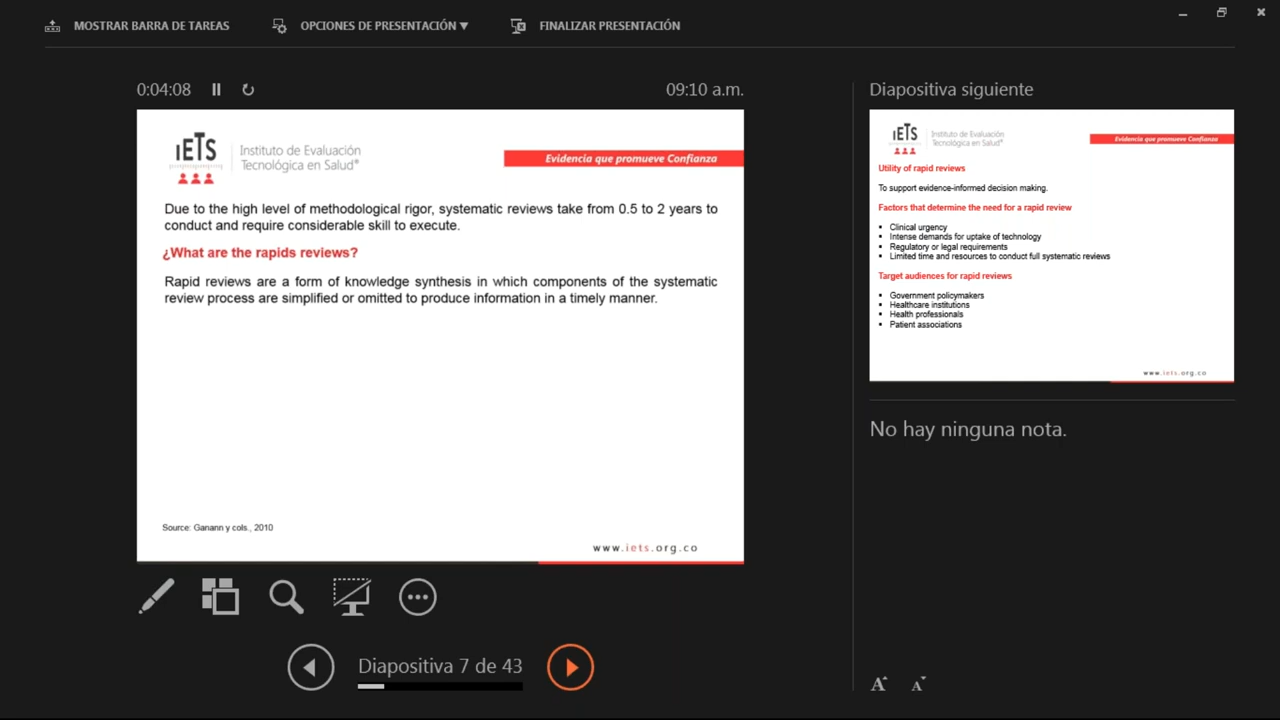 MOSTRAR BARRA DE TAREAS
OPCIONES DE PRESENTACIÓN
FINALIZAR PRESENTACIÓN
0:04:08
09:10 a.m.
IETS
Instituto de Evaluación
Tecnológica en Salud®
Evidencia que promueve Confianza
Due to the high level of methodological rigor, systematic reviews take from 0.5 to 2 years to
conduct and require considerable skill to execute.
¿What are the rapids reviews?
Rapid reviews are a form of knowledge synthesis in which components of the systematic
review process are simplified or omitted to produce information in a timely manner.
Source: Ganann y cols., 2010
www.iets.org.co
Diapositiva 7 de 43
Diapositiva siguiente
IETS
Instituto de Evaluación
Tecnológica en Salud®
Evidencia que promueve Confianza
Utility of rapid reviews
To support evidence-informed decision making.
Factors that determine the need for a rapid review
▪ Clinical urgency
▪ Intense demands for uptake of technology
▪ Regulatory or legal requirements
▪ Limited time and resources to conduct full systematic reviews
Target audiences for rapid reviews
▪ Government policymakers
▪ Healthcare institutions
▪ Health professionals
▪ Patient associations
www.iets.org.co
No hay ninguna nota.
A A